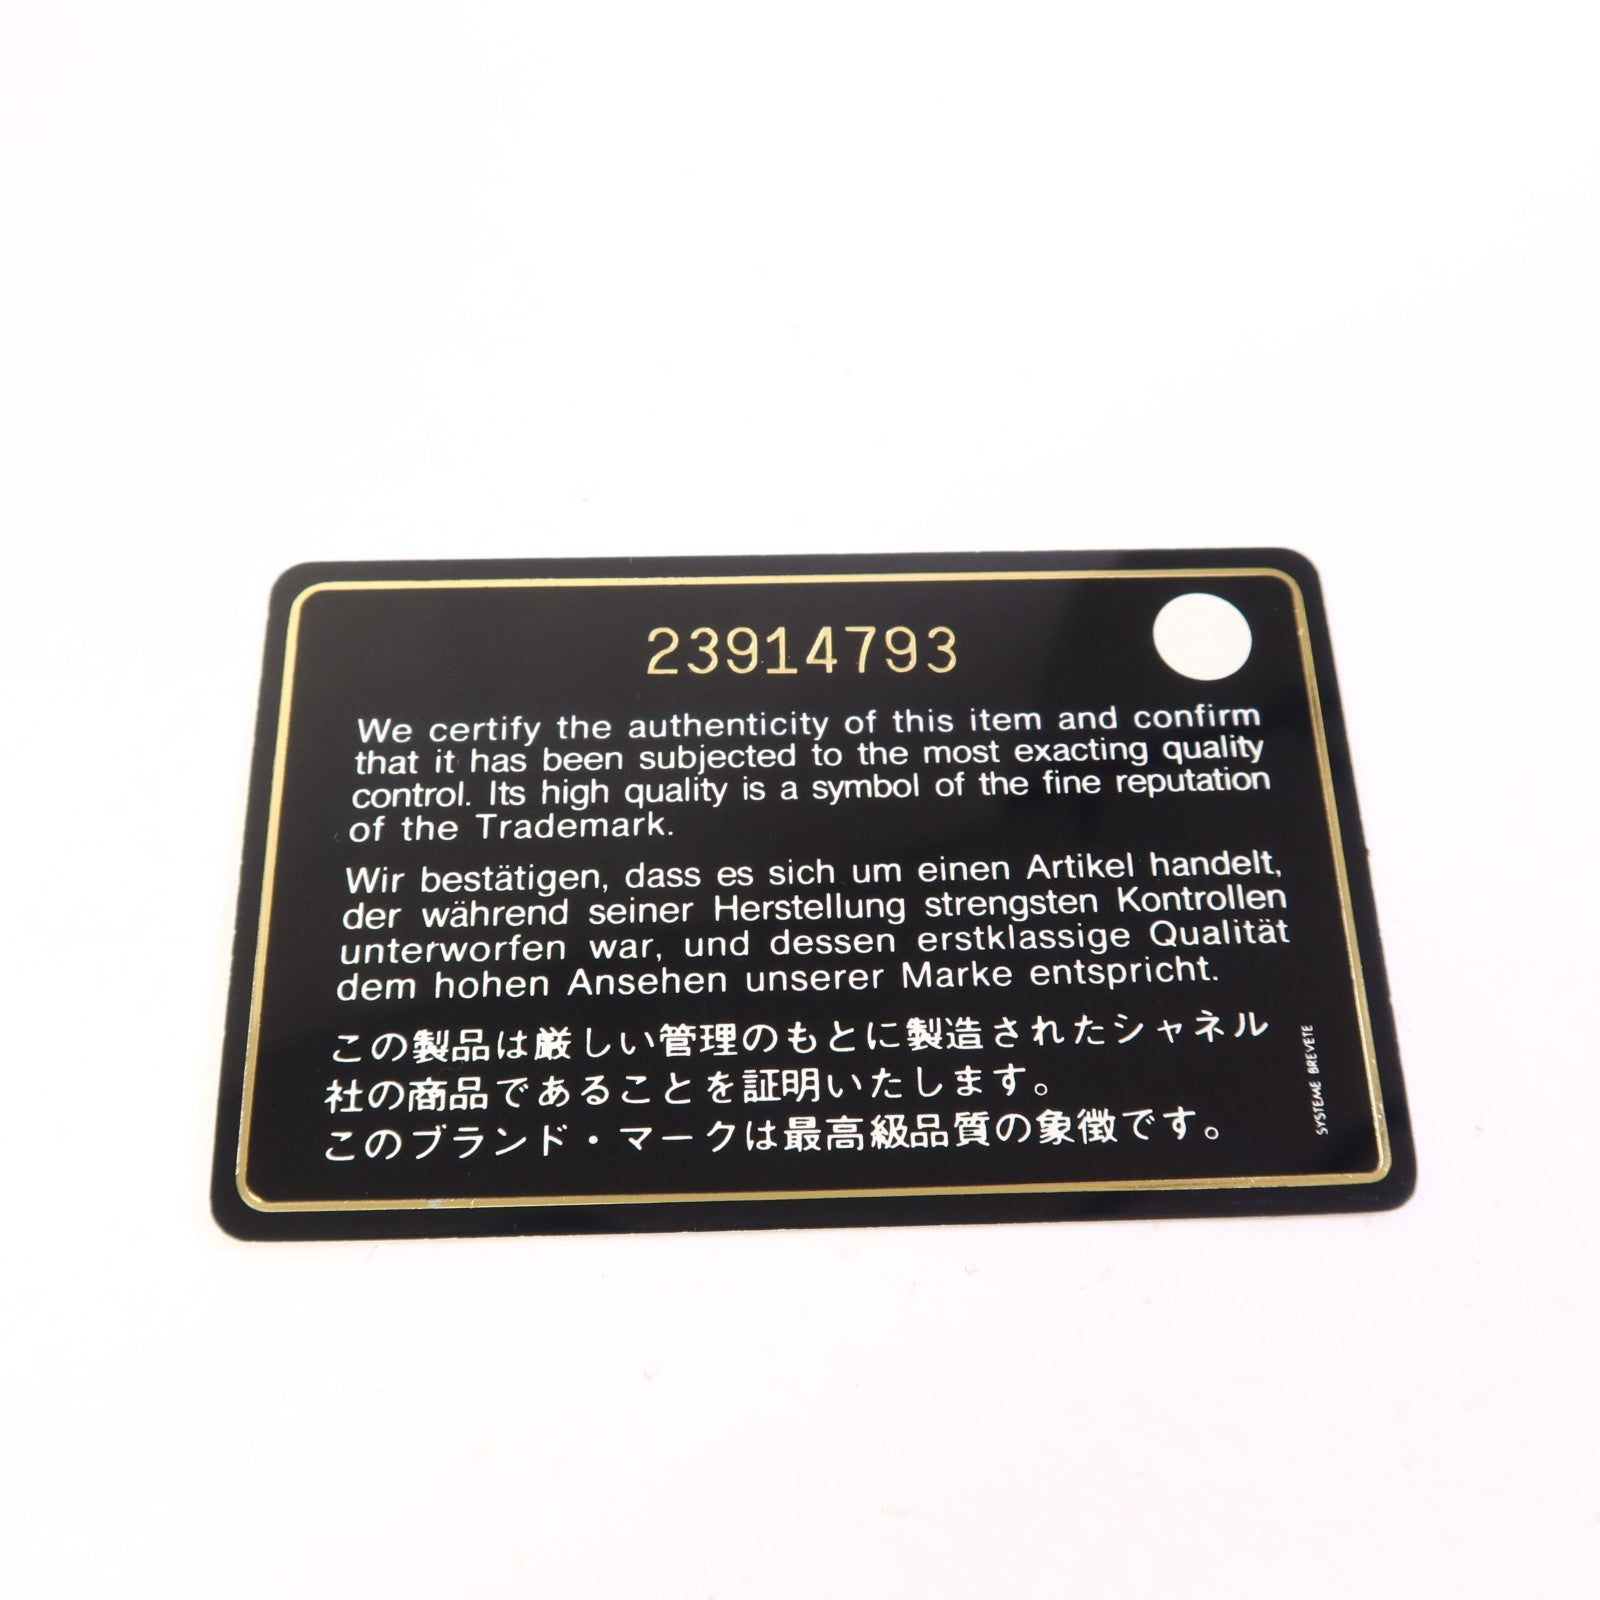 23914793
We certify the authenticity of this item and confirm
that it has been subjected to the most exacting quality
control. Its high quality is a symbol of the fine reputation
of the Trademark.
Wir bestätigen, dass es sich um einen Artikel handelt,
der während seiner Herstellung strengsten Kontrollen
unterworfen war, und dessen erstklassige Qualität
dem hohen Ansehen unserer Marke entspricht.
この製品は厳しい管理のもとに製造されたシャネル
社の商品であることを証明いたします。
このブランド・マークは最高級品質の象徴です。
SYSTEME BREVETE